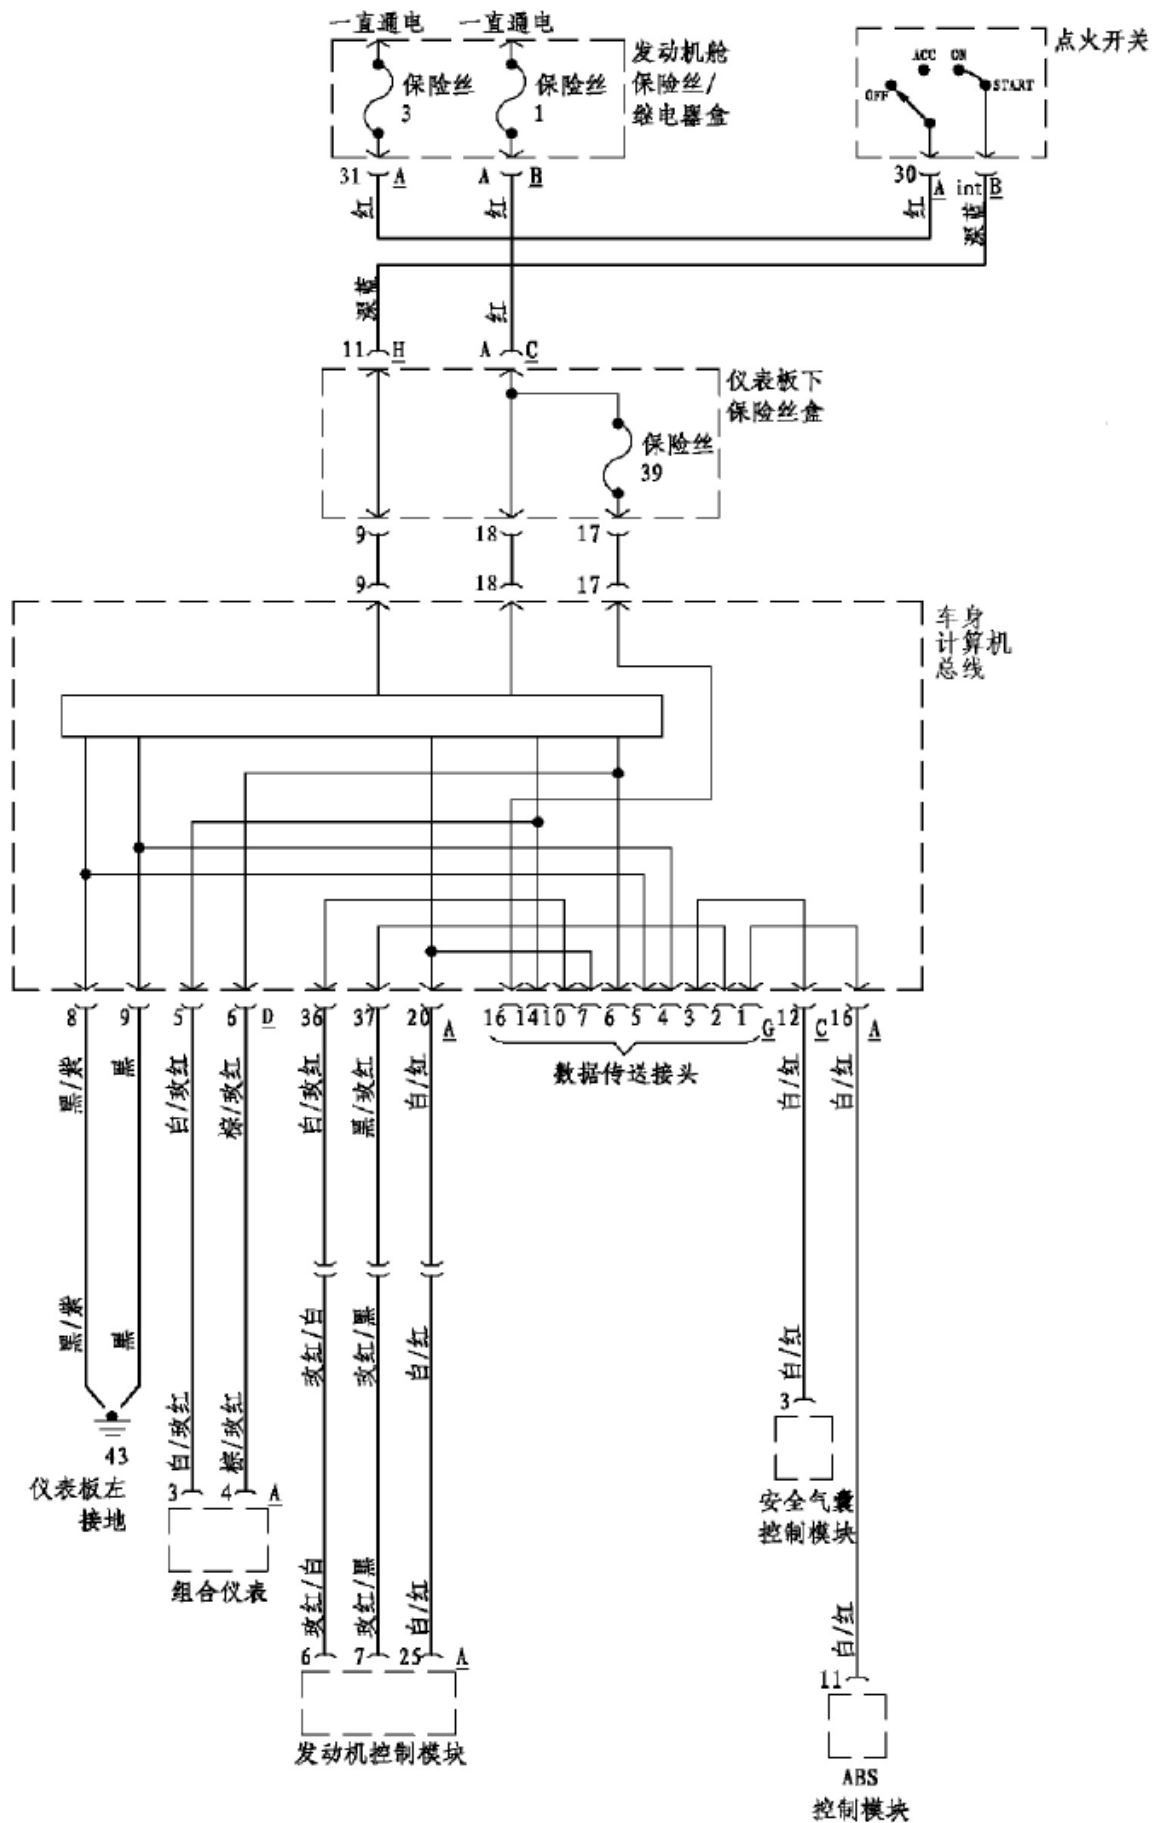 一直通电 一直通电
点火开关
发动机舱
保险丝/
继电器盒
保险丝
3
保险丝
1
ACC ON
OFF START
31 A A B 30 A int B
红 红 红 深蓝
深蓝 红
11 H A C
仪表板下
保险丝盒
保险丝
39
9 18 17
9 18 17
车身
计算机
总线
8 9 5 6 D 36 37 20 A 16 14 10 7 6 5 4 3 2 1 G 12 C 16 A
数据传送接头
黑/紫 黑 白/玫红 棕/玫红 白/玫红 黑/玫红 白/红 白/红 白/红
黑/紫 黑 玫红/白 玫红/黑 白/红 白/红
43
仪表板左
接地
白/玫红 棕/玫红
3 4 A
组合仪表
3
安全气囊
控制模块
玫红/白 玫红/黑 白/红 白/红
6 7 25 A
发动机控制模块
11
ABS
控制模块